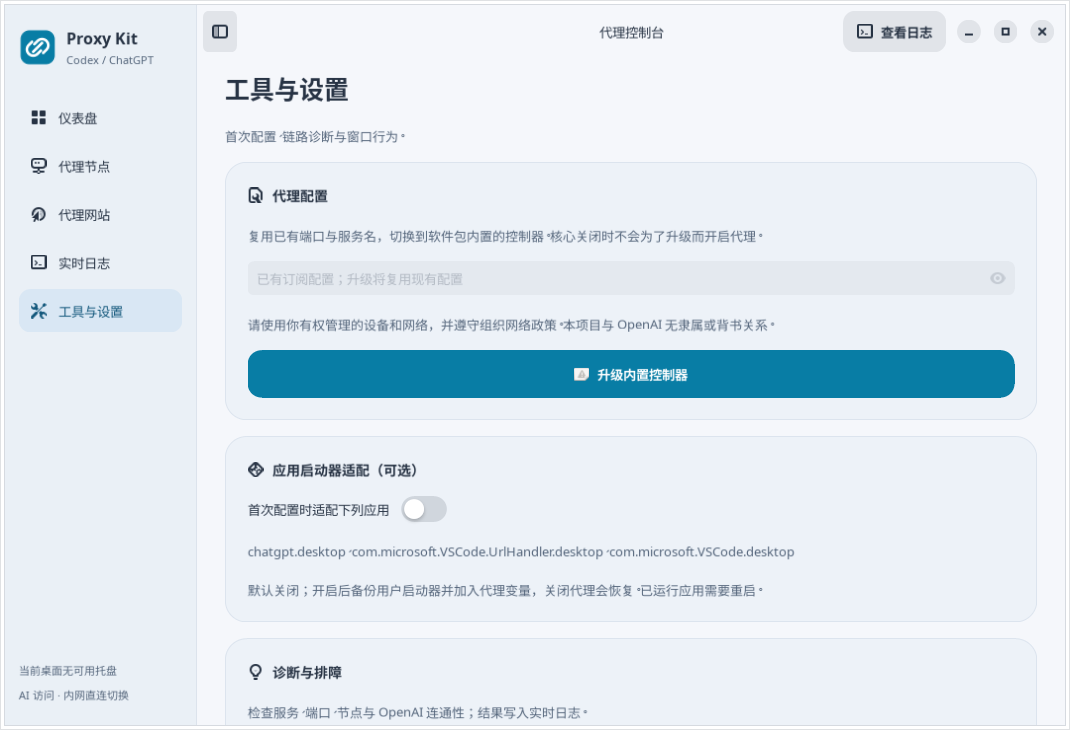 Proxy Kit
Codex / ChatGPT
仪表盘
代理节点
代理网站
实时日志
工具与设置
当前桌面无可用托盘
AI 访问 · 内网直连切换
代理控制台
查看日志
工具与设置
首次配置、链路诊断与窗口行为。
代理配置
复用已有端口与服务名，切换到软件包内置的控制器。核心关闭时不会为了升级而开启代理。
已有订阅配置；升级将复用现有配置
请使用你有权管理的设备和网络，并遵守组织网络政策。本项目与 OpenAI 无隶属或背书关系。
升级内置控制器
应用启动器适配（可选）
首次配置时适配下列应用
chatgpt.desktop、com.microsoft.VSCode.UrlHandler.desktop、com.microsoft.VSCode.desktop
默认关闭；开启后备份用户启动器并加入代理变量，关闭代理会恢复。已运行应用需要重启。
诊断与排障
检查服务、端口、节点与 OpenAI 连通性；结果写入实时日志。